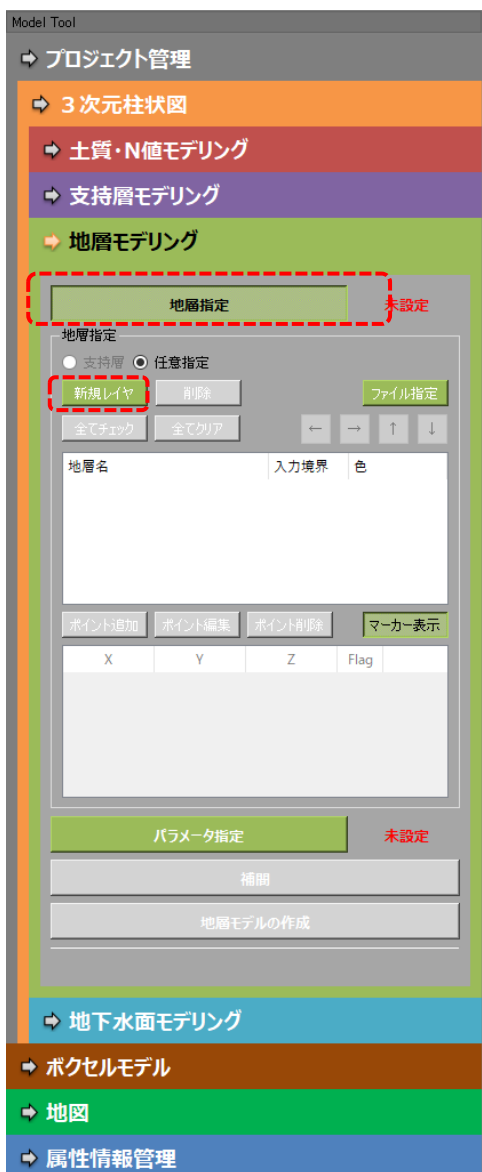 Model Tool
プロジェクト管理
３次元柱状図
土質・N値モデリング
支持層モデリング
地層モデリング
地層指定 未設定
地層指定
支持層 任意指定
新規レイヤ 削除 ファイル指定
全てチェック 全てクリア ← → ↑ ↓
地層名 入力境界 色
ポイント追加 ポイント編集 ポイント削除 マーカー表示
X Y Z Flag
パラメータ指定 未設定
補間
地層モデルの作成
地下水面モデリング
ボクセルモデル
地図
属性情報管理